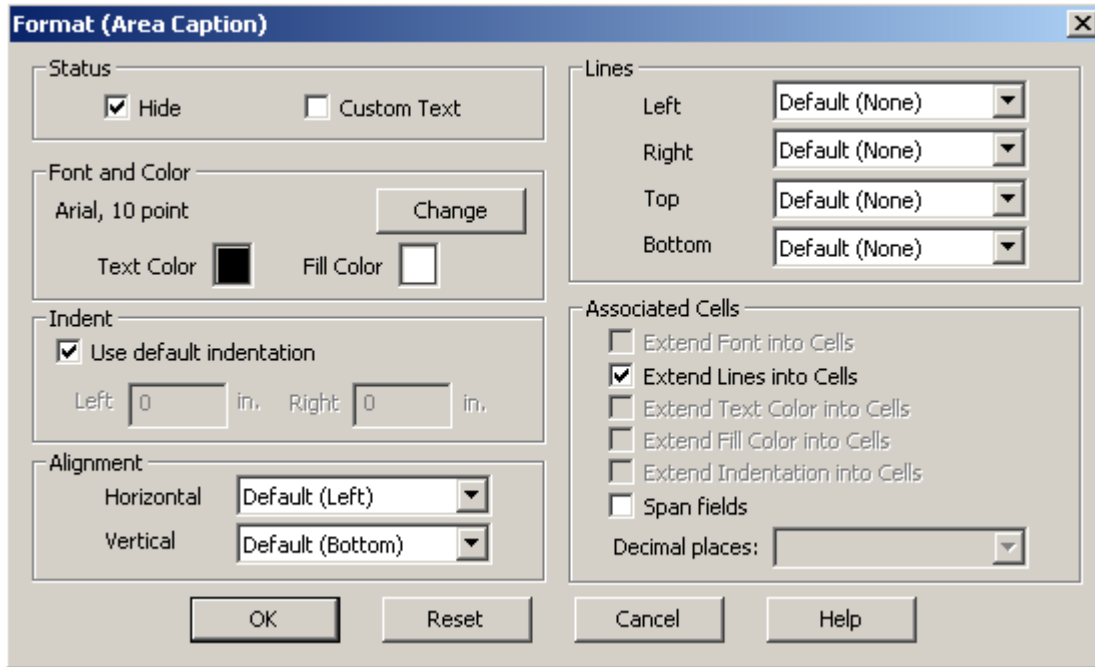 Format (Area Caption)
Status
Hide
Custom Text
Font and Color
Arial, 10 point
Change
Text Color
Fill Color
Indent
Use default indentation
Left 0 in. Right 0 in.
Alignment
Horizontal Default (Left)
Vertical Default (Bottom)
Lines
Left Default (None)
Right Default (None)
Top Default (None)
Bottom Default (None)
Associated Cells
Extend Font into Cells
Extend Lines into Cells
Extend Text Color into Cells
Extend Fill Color into Cells
Extend Indentation into Cells
Span fields
Decimal places:
OK Reset Cancel Help